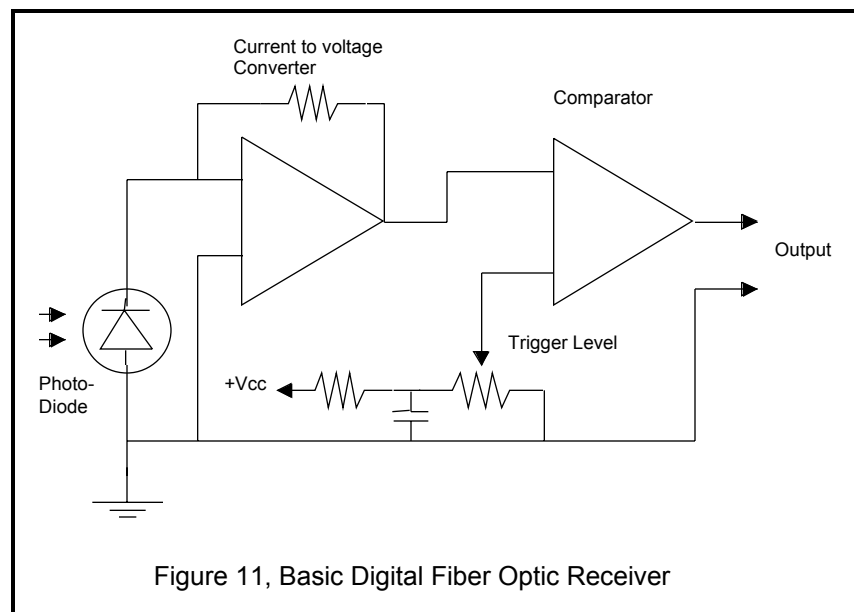 Current to voltage
Converter
Comparator
Output
Trigger Level
+Vcc
Photo-
Diode
Figure 11, Basic Digital Fiber Optic Receiver